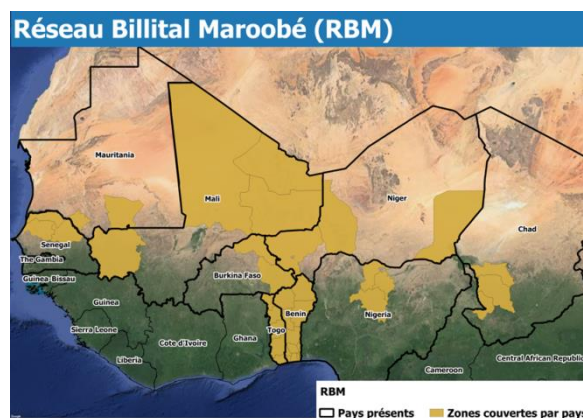 Réseau Billital Maroobé (RBM)
Mauritania
Mali
Niger
Chad
Senegal
The Gambia
Guinea-Bissau
Guinea
Sierra Leone
Liberia
Cote d'Ivoire
Burkina Faso
Ghana
Togo
Benin
Nigeria
Cameroon
Central African Republic
RBM
Pays présents
Zones couvertes par pays